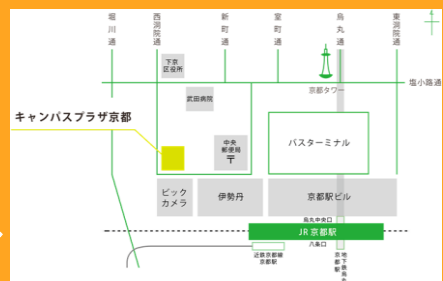 堀川通
西洞院通
新町通
室町通
烏丸通
東洞院通
下京
区役所
京都タワー
塩小路通
武田病院
キャンパスプラザ京都
中央
郵便局
〒
バスターミナル
ビック
カメラ
伊勢丹
京都駅ビル
烏丸中央口
JR 京都駅
八条口
近鉄京都線
京都駅
地下鉄烏丸
京都駅